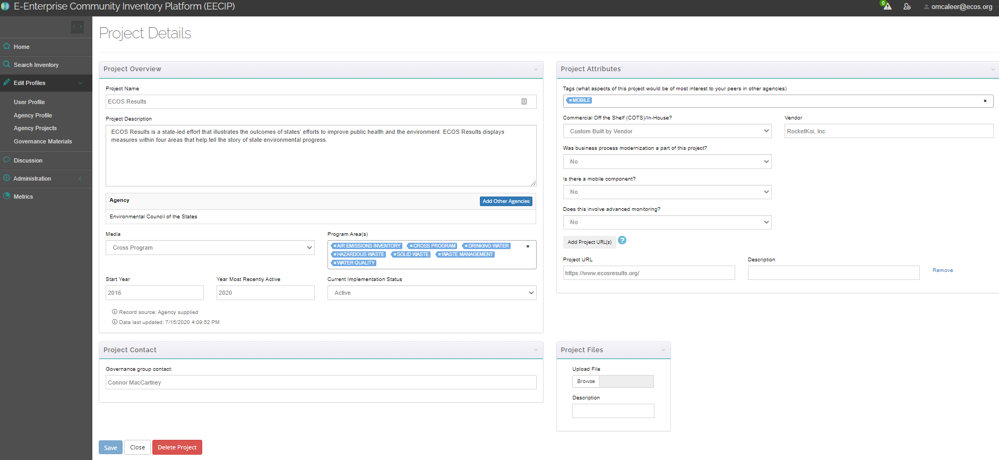 E-Enterprise Community Inventory Platform (EECIP)
0
omcaleer@ecos.org
Home
Search Inventory
Edit Profiles
User Profile
Agency Profile
Agency Projects
Governance Materials
Discussion
Administration
Metrics
Project Details
Project Overview
Project Name
ECOS Results
Project Description
ECOS Results is a state-led effort that illustrates the outcomes of states' efforts to improve public health and the environment. ECOS Results displays
measures within four areas that help tell the story of state environmental progress.
Agency
Add Other Agencies
Environmental Council of the States
Media
Cross Program
Program Area(s)
×AIR EMISSIONS INVENTORY ×CROSS PROGRAM ×DRINKING WATER ×
×HAZARDOUS WASTE ×SOLID WASTE ×WASTE MANAGEMENT
×WATER QUALITY
Start Year
2016
Year Most Recently Active
2020
Current Implementation Status
Active
Record source: Agency supplied
Data last updated: 7/15/2020 4:09:52 PM
Project Attributes
Tags (what aspects of this project would be of most interest to your peers in other agencies)
×MOBILE ×
Commercial Off the Shelf (COTS)/In-House?
Custom Built by Vendor
Vendor
RocketKoi, Inc
Was business process modernization a part of this project?
No
Is there a mobile component?
No
Does this involve advanced monitoring?
No
Add Project URL(s) ?
Project URL
https://www.ecosresults.org/
Description
Remove
Project Contact
Governance group contact:
Connor MacCartney
Project Files
Upload File
Browse
Description
Save
Close
Delete Project